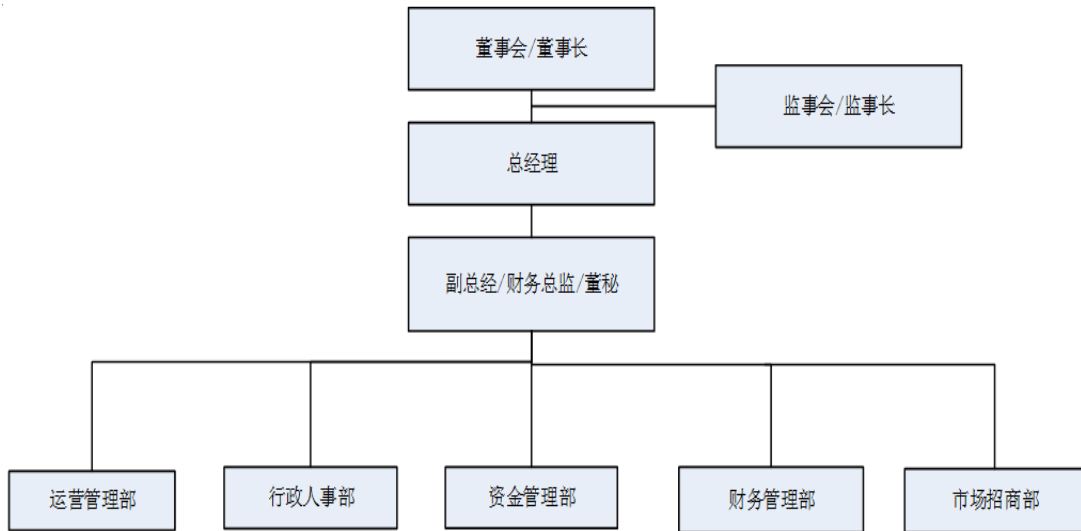 董事会/董事长
监事会/监事长
总经理
副总经/财务总监/董秘
运营管理部
行政人事部
资金管理部
财务管理部
市场招商部